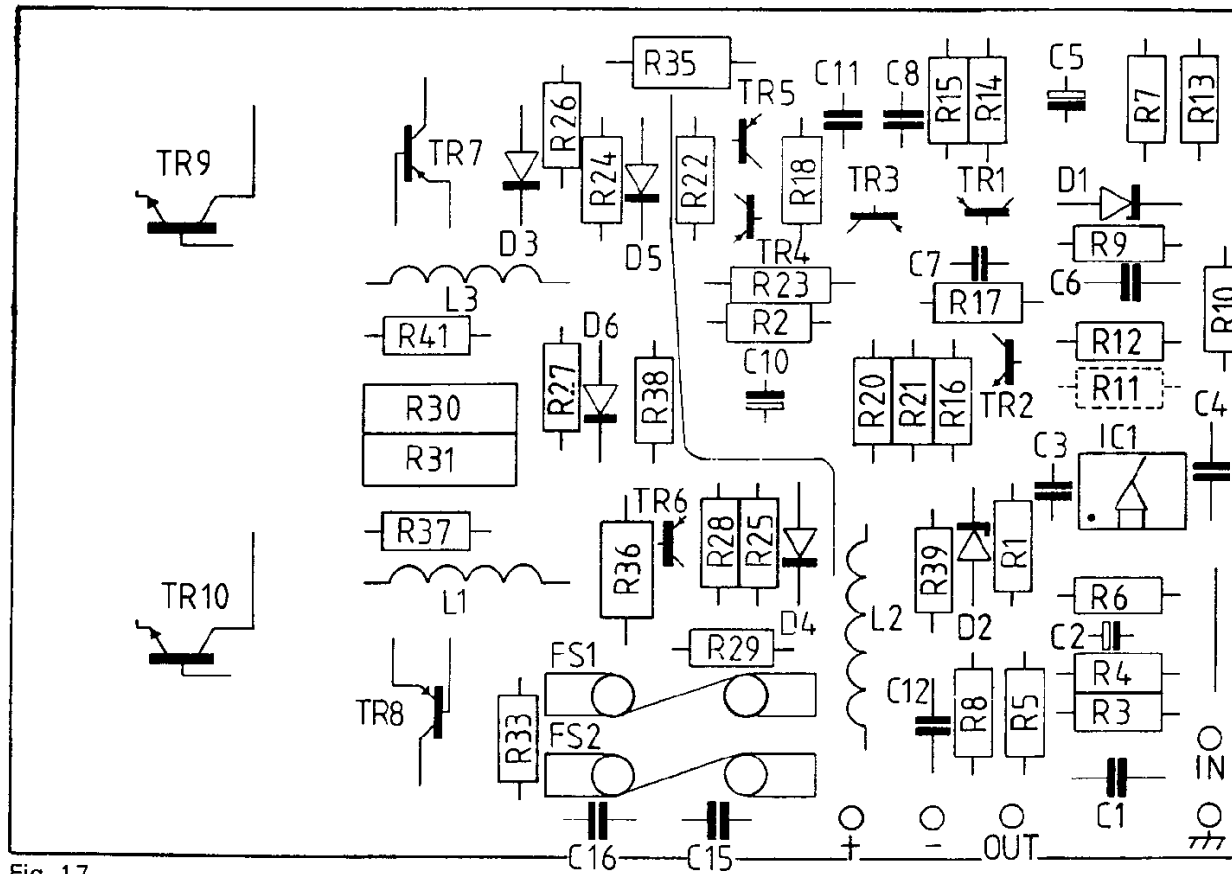 R35
C11
C8
R15
R14
C5
R7
R13
TR5
R26
TR7
R24
R22
R18
TR3
TR1
D1
TR9
R9
D3
D5
TR4
C7
C6
L3
R23
R17
R10
R41
D6
R2
R12
C10
R27
R38
R20
R21
R16
TR2
R11
C4
R30
IC1
R31
C3
TR6
R37
R36
R28
R25
R39
R1
TR10
L1
D4
L2
D2
R6
C2
FS1
R29
R4
TR8
C12
R8
R5
R3
R33
FS2
IN
C1
+
-
OUT
C16
C15
Fig. 17